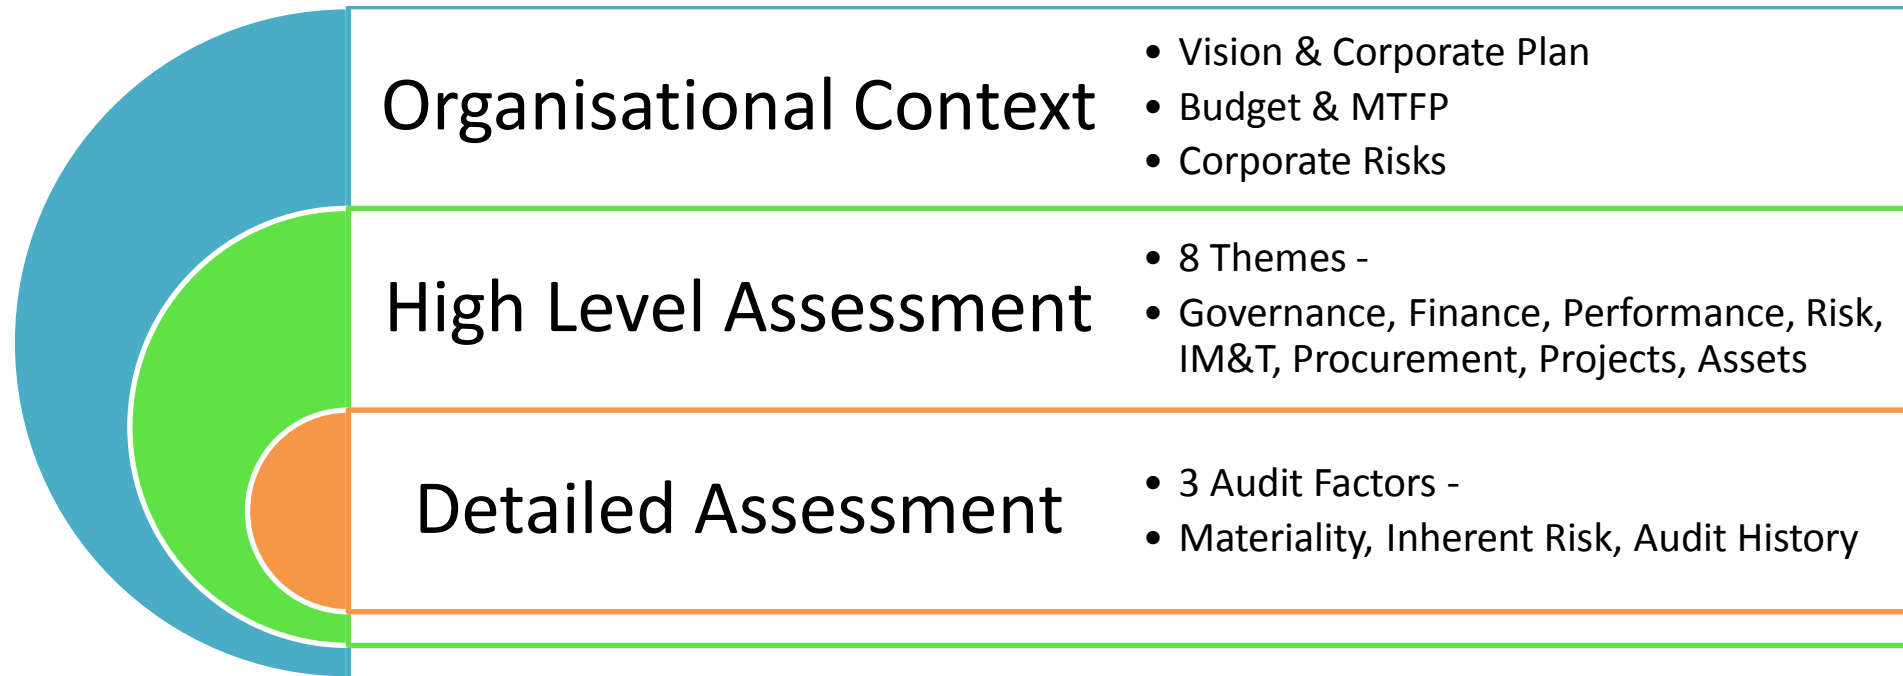 Organisational Context
• Vision & Corporate Plan
• Budget & MTFP
• Corporate Risks
High Level Assessment
• 8 Themes -
• Governance, Finance, Performance, Risk,
IM&T, Procurement, Projects, Assets
Detailed Assessment
• 3 Audit Factors -
• Materiality, Inherent Risk, Audit History